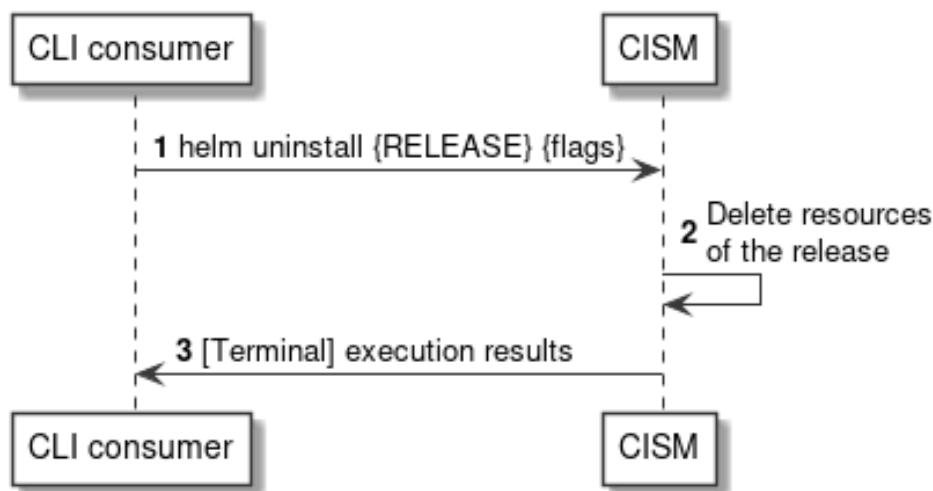 CLI consumer
CISM
1 helm uninstall {RELEASE} {flags}
2 Delete resources
of the release
3 [Terminal] execution results
CLI consumer
CISM